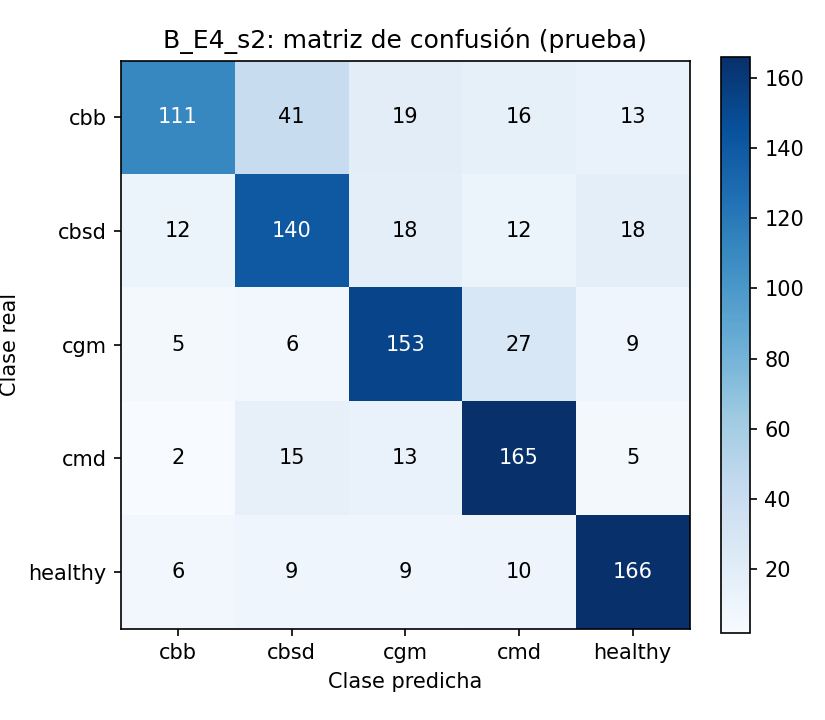 B_E4_s2: matriz de confusión (prueba)
cbb 111 41 19 16 13
cbsd 12 140 18 12 18
cgm 5 6 153 27 9
cmd 2 15 13 165 5
healthy 6 9 9 10 166
cbb cbsd cgm cmd healthy
Clase predicha
Clase real
160
140
120
100
80
60
40
20